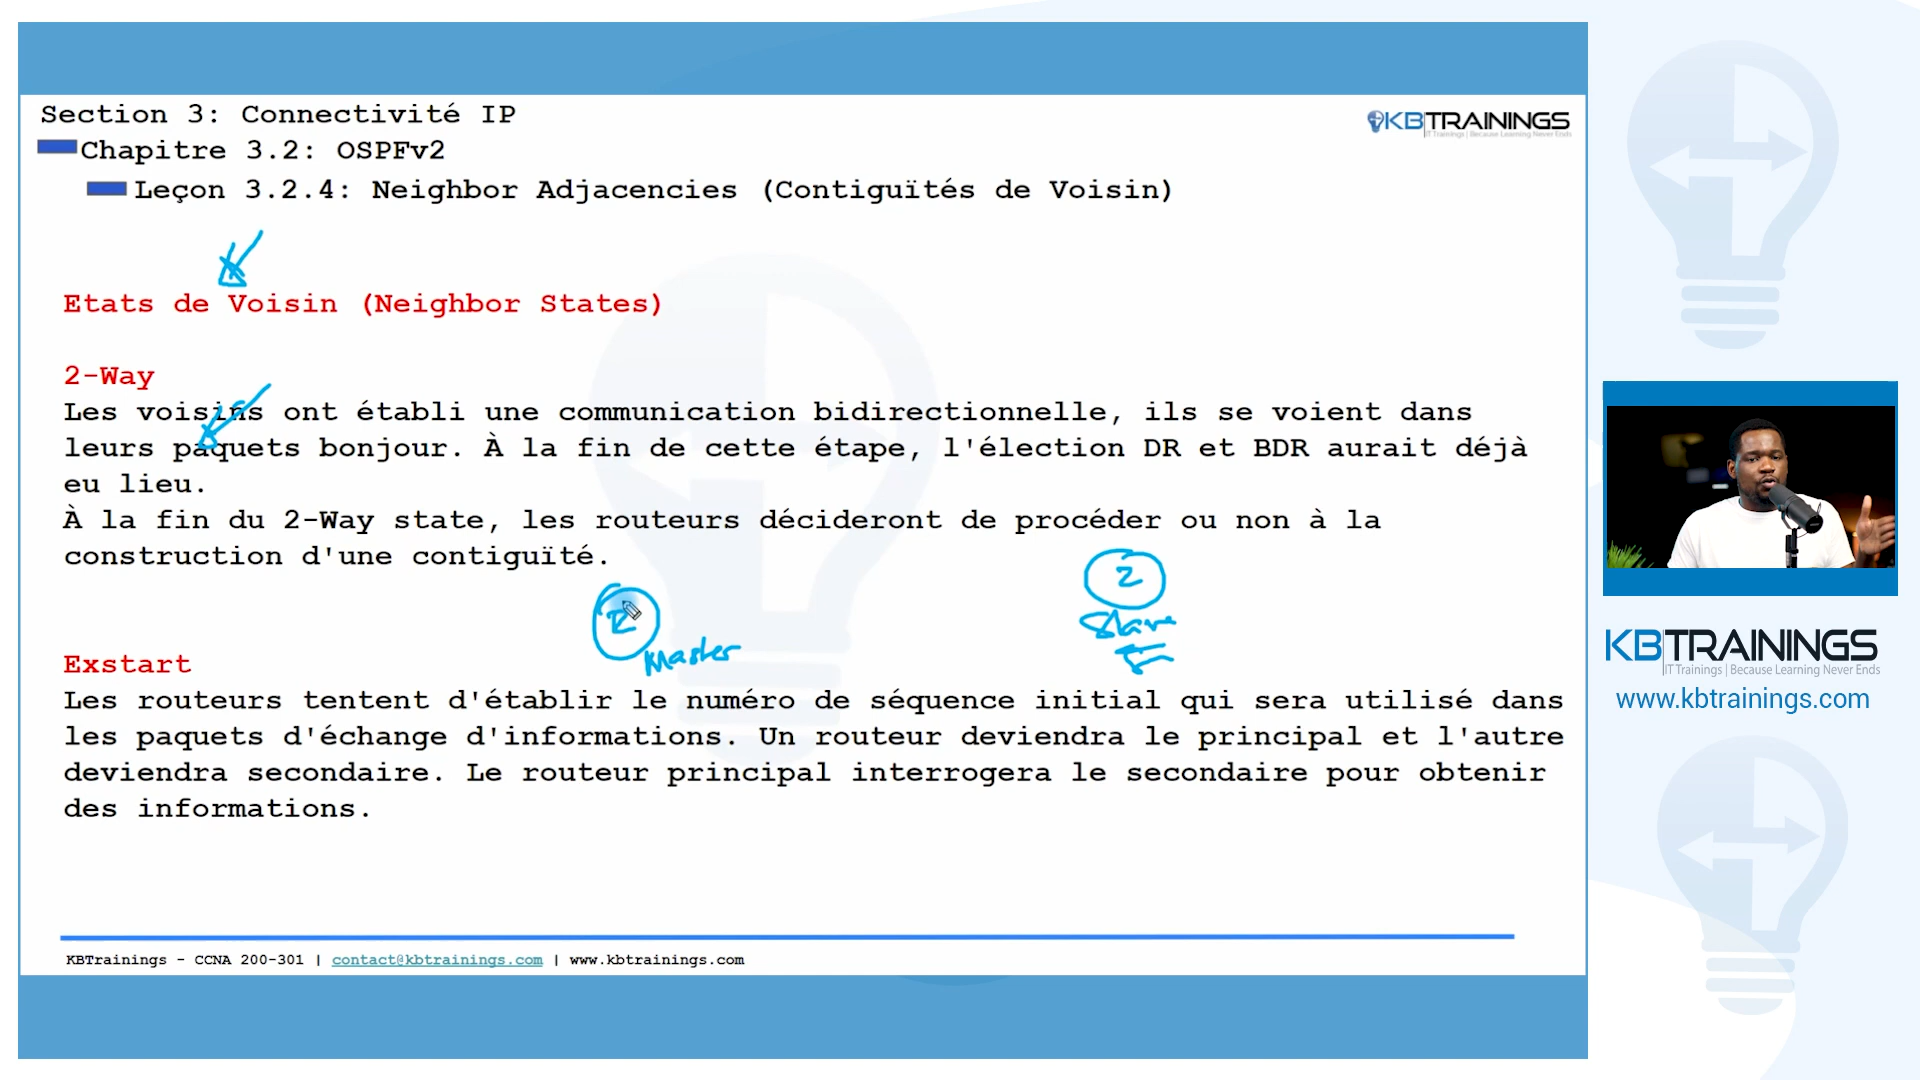 Section 3: Connectivité IP
Chapitre 3.2: OSPFv2
Leçon 3.2.4: Neighbor Adjacencies (Contiguïtés de Voisin)
KBTRAININGS
IT Trainings | Because Learning Never Ends
Etats de Voisin (Neighbor States)
2-Way
Les voisins ont établi une communication bidirectionnelle, ils se voient dans
leurs paquets bonjour. À la fin de cette étape, l'élection DR et BDR aurait déjà
eu lieu.
À la fin du 2-Way state, les routeurs décideront de procéder ou non à la
construction d'une contiguïté.
2
Slave
Master
Exstart
Les routeurs tentent d'établir le numéro de séquence initial qui sera utilisé dans
les paquets d'échange d'informations. Un routeur deviendra le principal et l'autre
deviendra secondaire. Le routeur principal interrogera le secondaire pour obtenir
des informations.
KBTrainings - CCNA 200-301 | contact@kbtrainings.com | www.kbtrainings.com
KBTRAININGS
IT Trainings | Because Learning Never Ends
www.kbtrainings.com